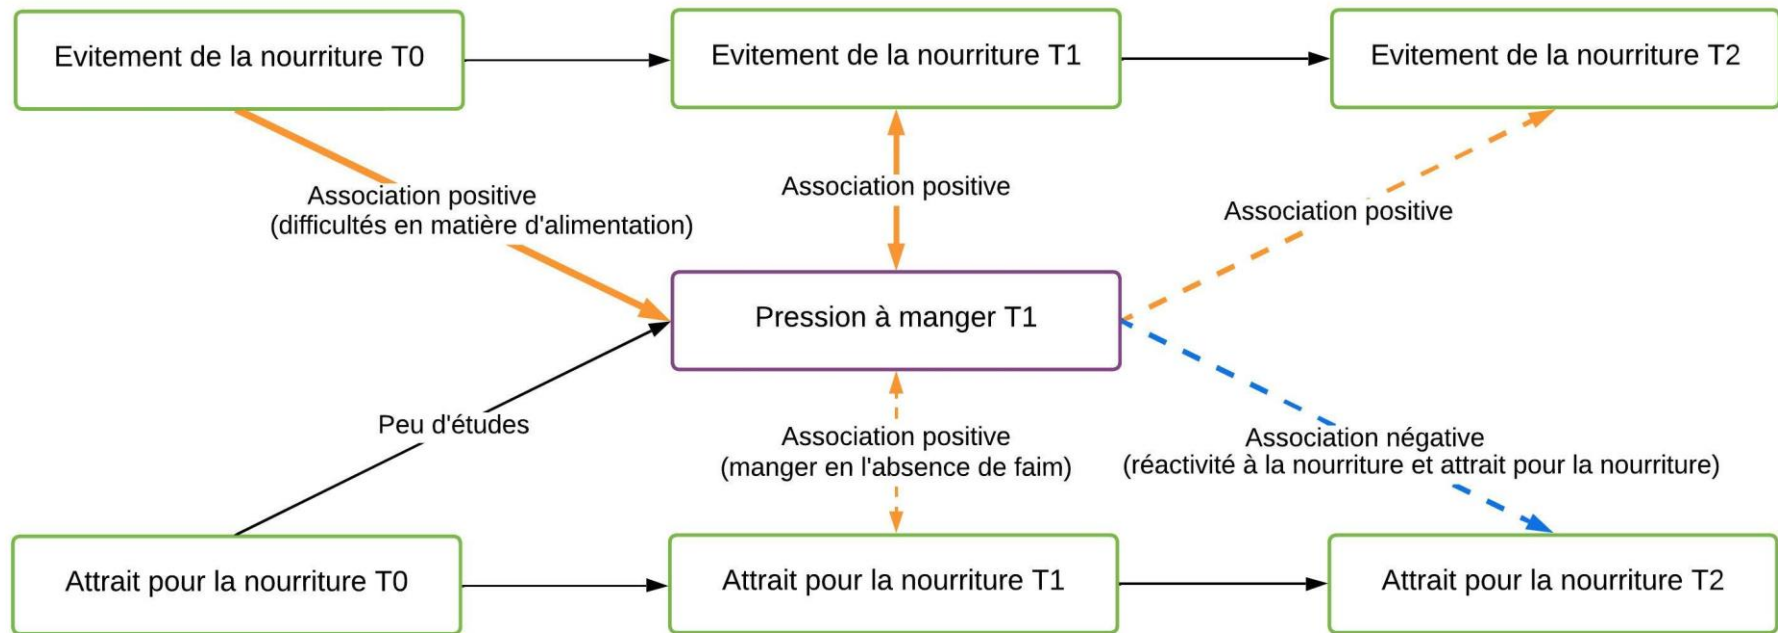 Evitement de la nourriture T0
Evitement de la nourriture T1
Evitement de la nourriture T2
Association positive
(difficultés en matière d'alimentation)
Association positive
Association positive
Pression à manger T1
Peu d'études
Association positive
(manger en l'absence de faim)
Association négative
(réactivité à la nourriture et attrait pour la nourriture)
Attrait pour la nourriture T0
Attrait pour la nourriture T1
Attrait pour la nourriture T2